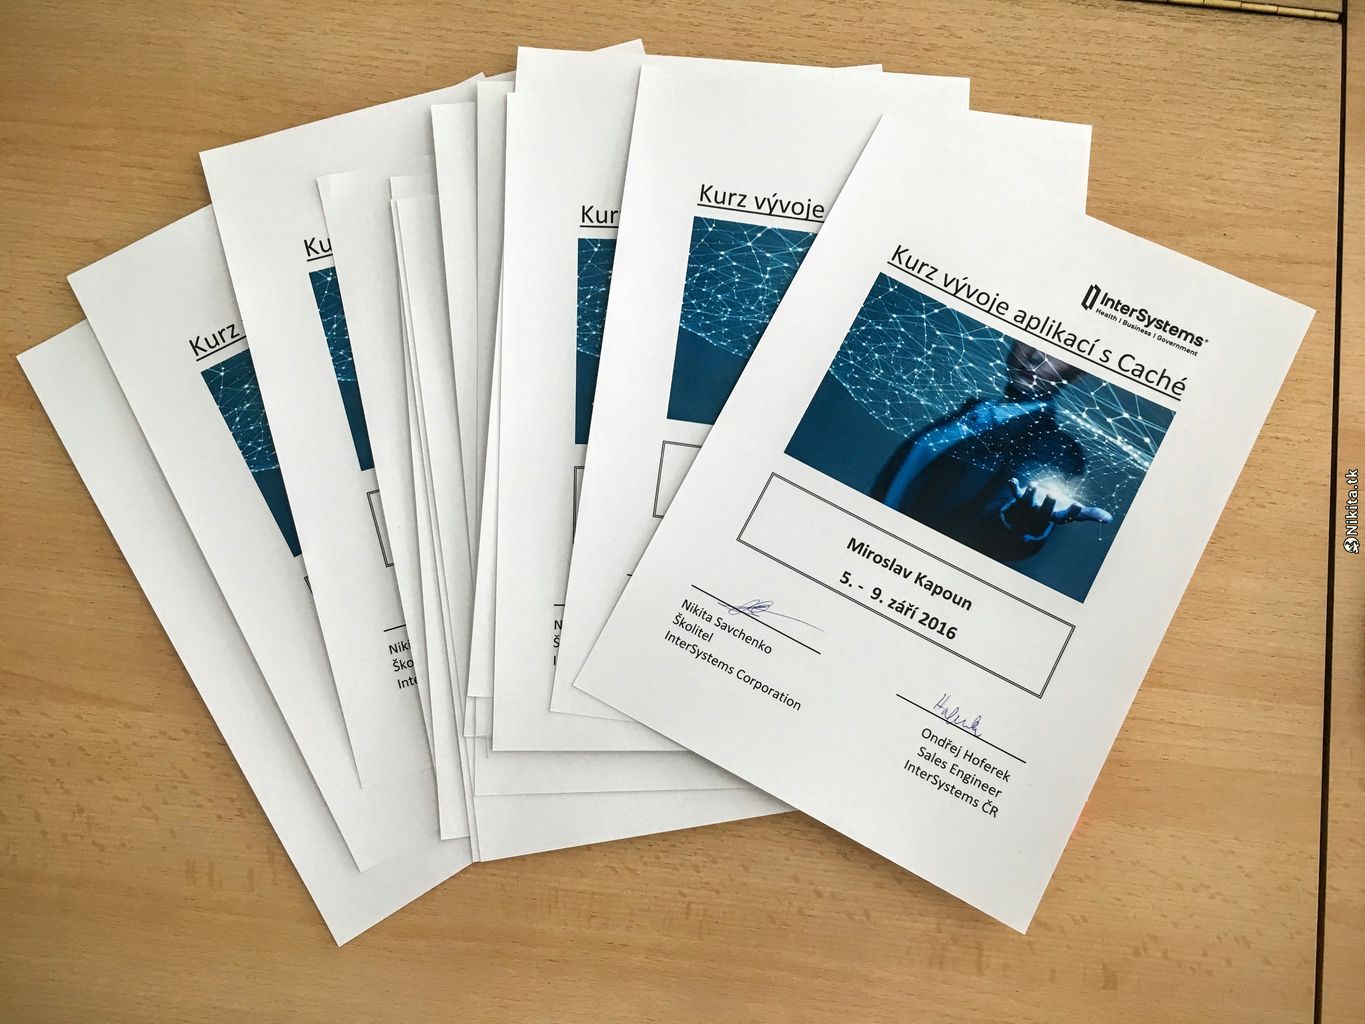 Kurz
Ku
Kur
Kurz vývoje
Kurz vývoje aplikací s Caché
InterSystems®
Health | Business | Government
Miroslav Kapoun
5. - 9. září 2016
Nikita Savchenko
Školitel
InterSystems Corporation
Ondřej Hoferek
Sales Engineer
InterSystems ČR
Niki
Ško
Inte
N
Š
I
Nikita.tk